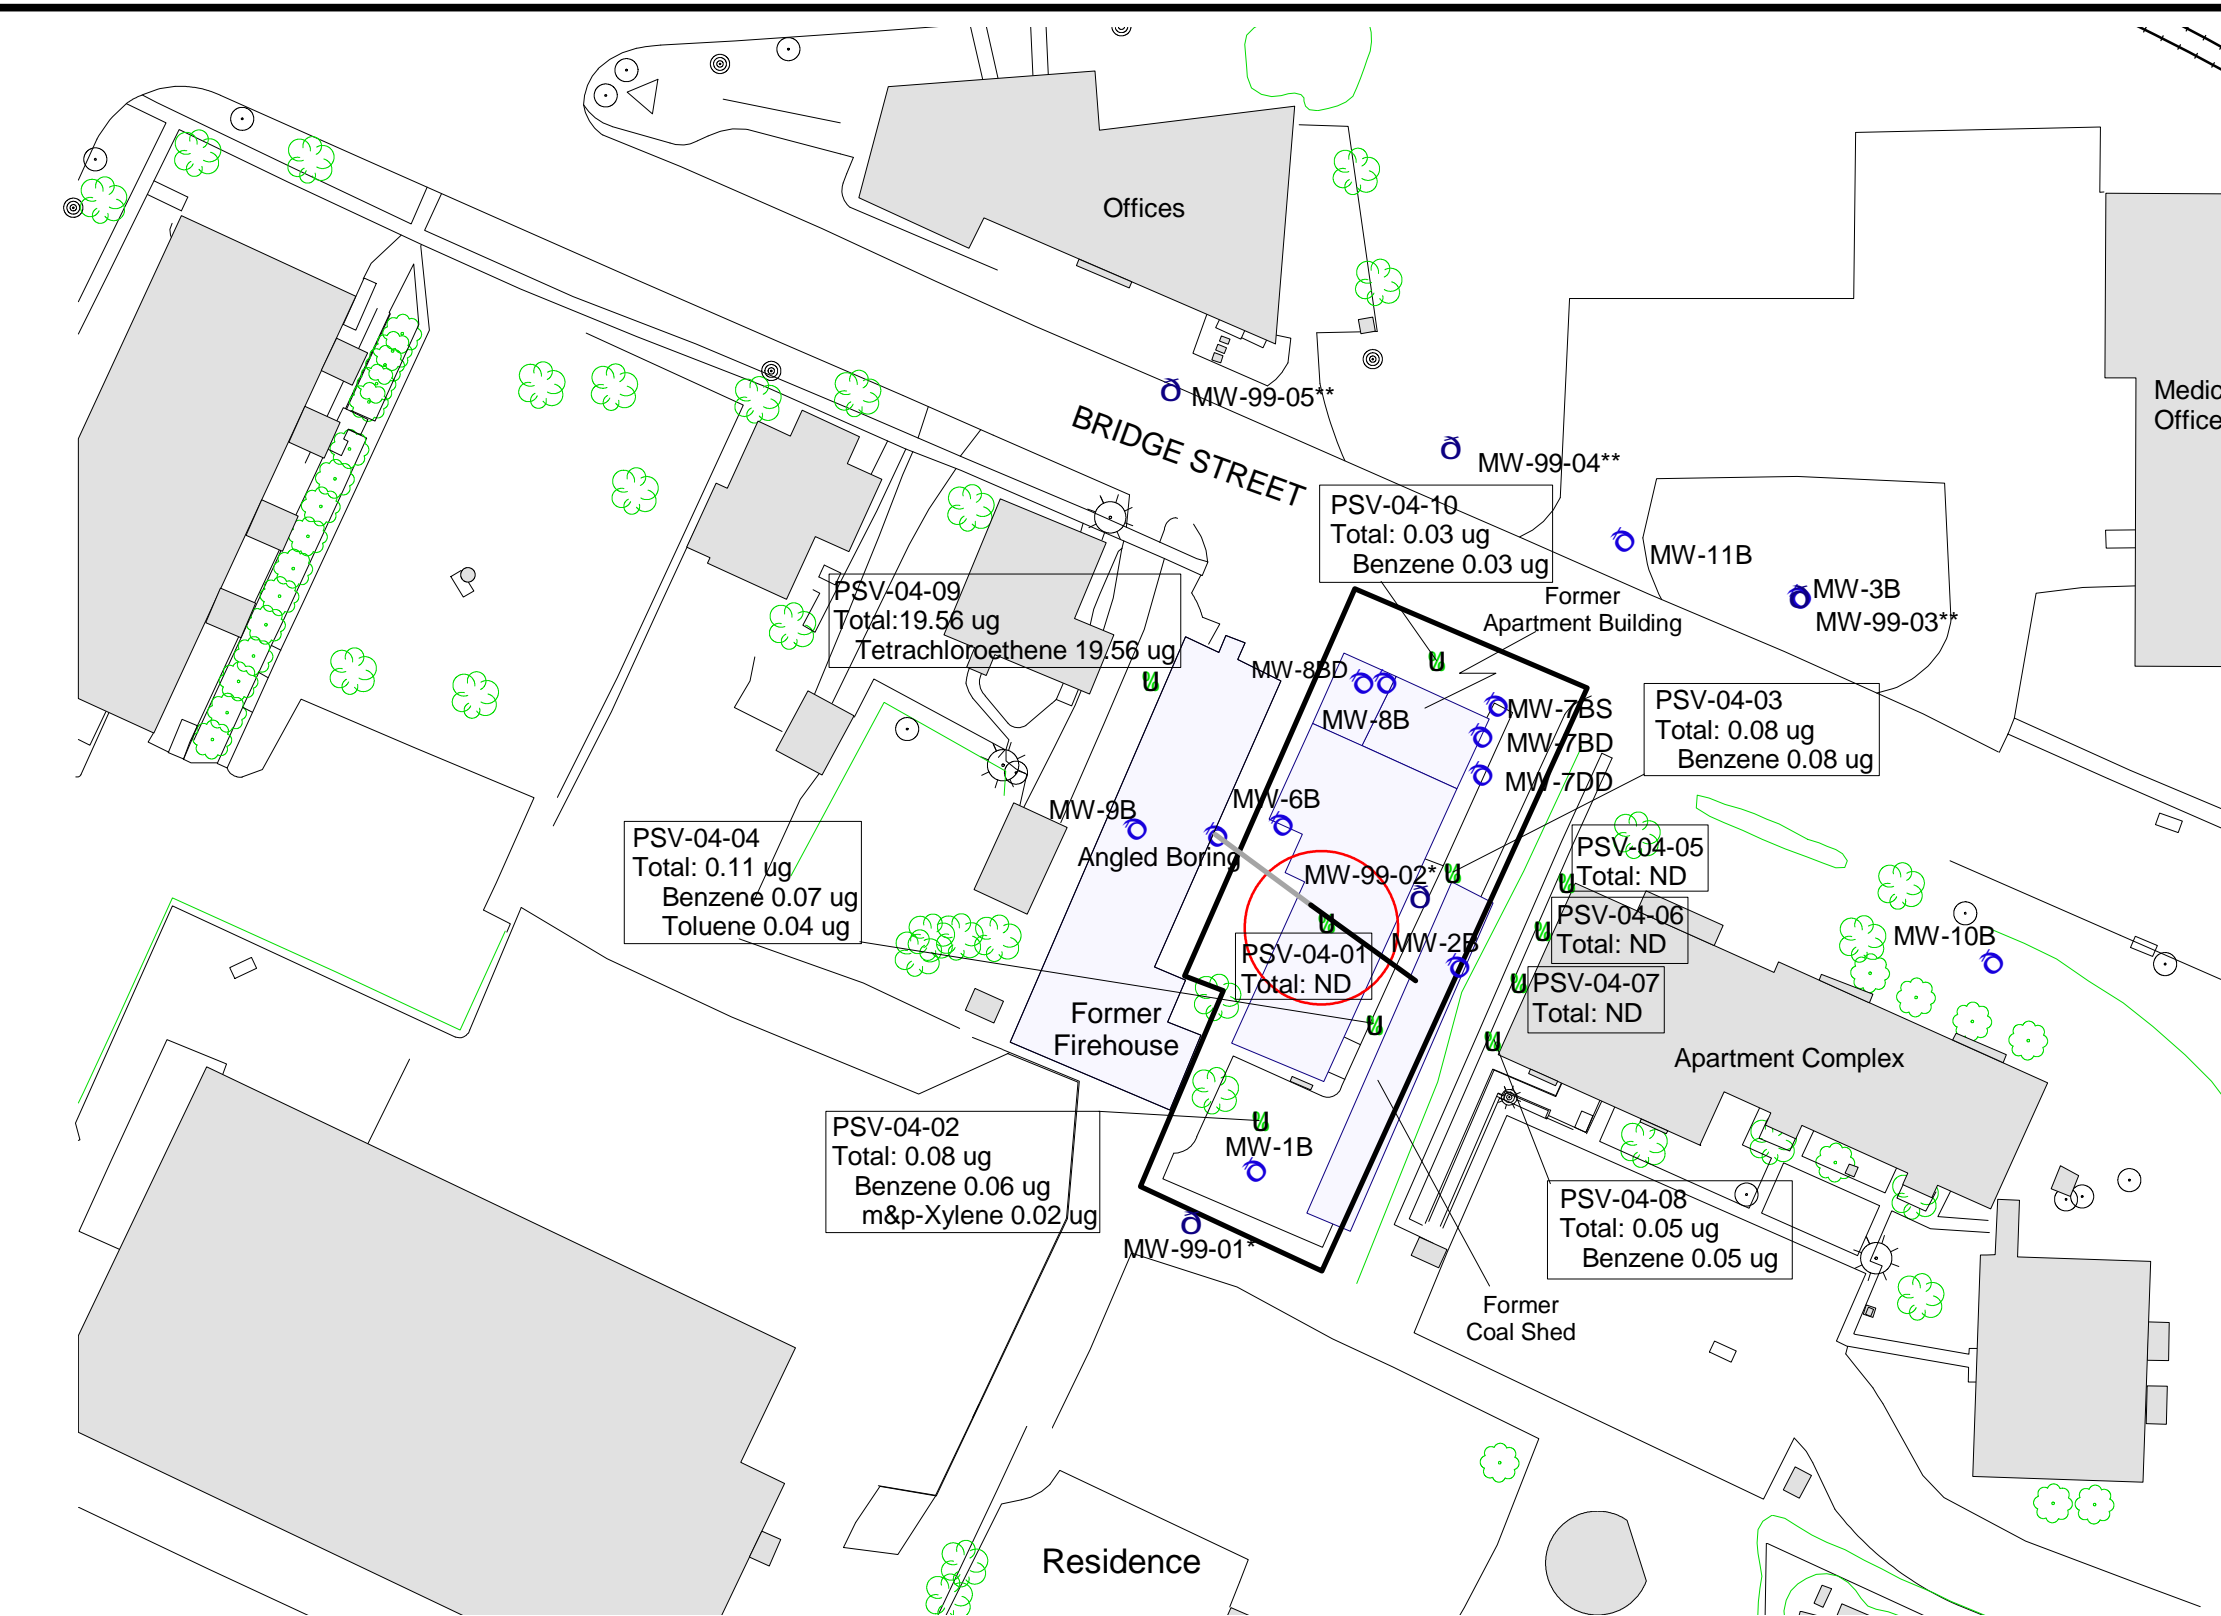 Offices
Medic
Office
MW-99-05**
BRIDGE STREET
MW-99-04**
PSV-04-10
Total: 0.03 ug
Benzene 0.03 ug
MW-11B
MW-3B
MW-99-03**
Former
Apartment Building
PSV-04-09
Total:19.56 ug
Tetrachloroethene 19.56 ug
MW-8BD
MW-8B
MW-7BS
MW-7BD
MW-7DD
PSV-04-03
Total: 0.08 ug
Benzene 0.08 ug
MW-9B
MW-6B
Angled Boring
MW-99-02*
PSV-04-04
Total: 0.11 ug
Benzene 0.07 ug
Toluene 0.04 ug
PSV-04-05
Total: ND
PSV-04-06
Total: ND
PSV-04-07
Total: ND
MW-10B
MW-2B
PSV-04-01
Total: ND
Former
Firehouse
Apartment Complex
PSV-04-02
Total: 0.08 ug
Benzene 0.06 ug
m&p-Xylene 0.02 ug
MW-1B
MW-99-01*
PSV-04-08
Total: 0.05 ug
Benzene 0.05 ug
Former
Coal Shed
Residence